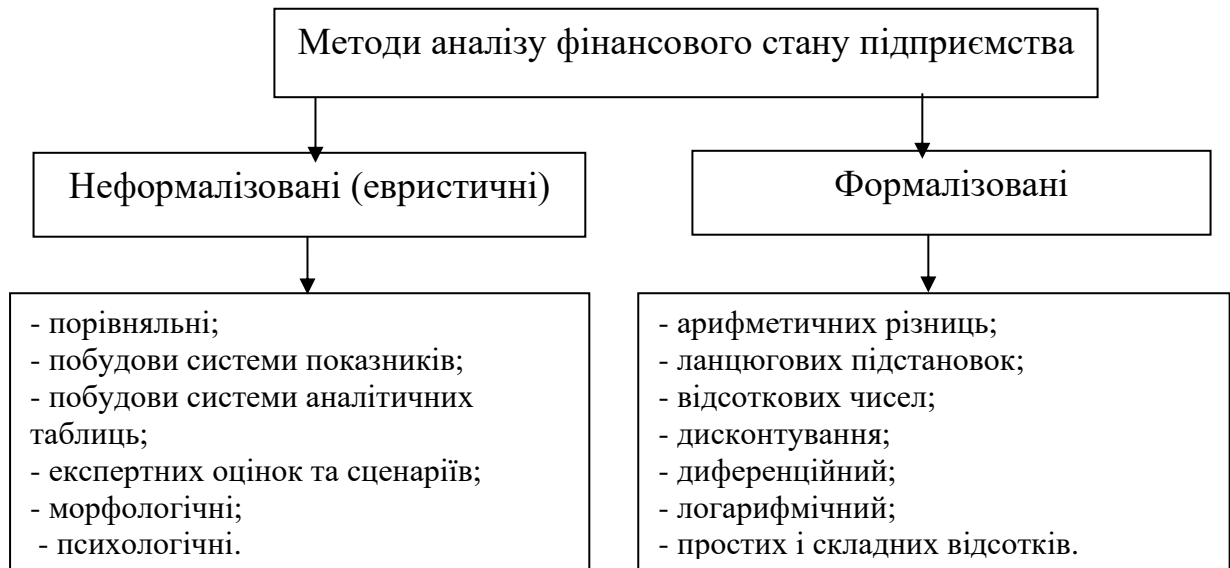 Методи аналізу фінансового стану підприємства
Неформалізовані (евристичні)
Формалізовані
- порівняльні;
- побудови системи показників;
- побудови системи аналітичних
таблиць;
- експертних оцінок та сценаріїв;
- морфологічні;
- психологічні.
- арифметичних різниць;
- ланцюгових підстановок;
- відсоткових чисел;
- дисконтування;
- диференційний;
- логарифмічний;
- простих і складних відсотків.